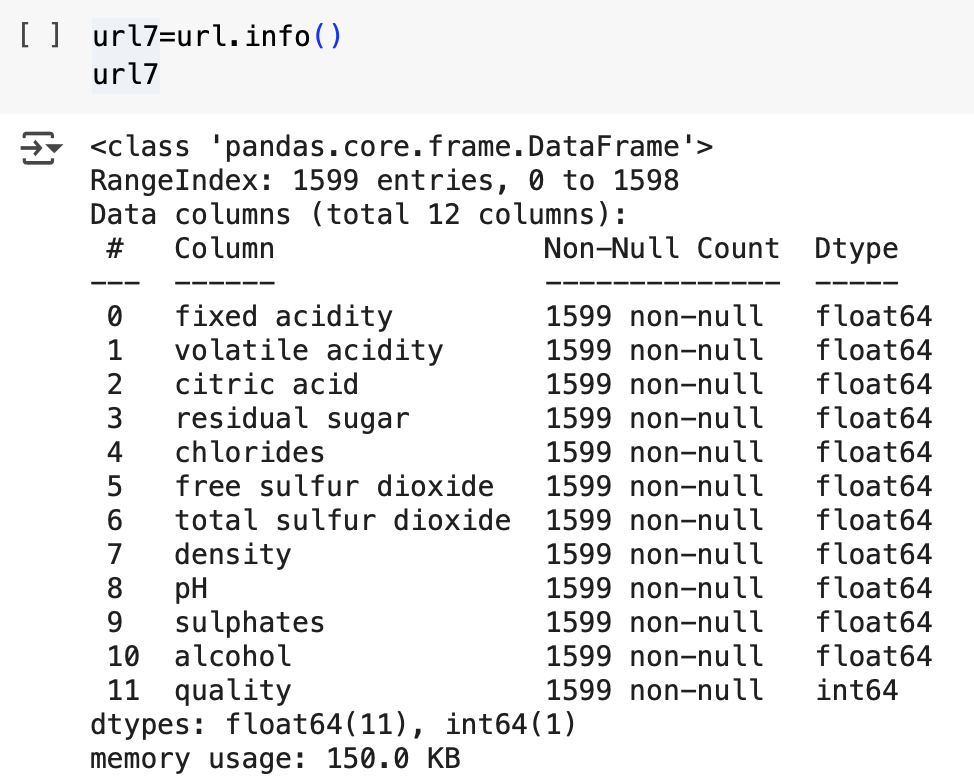 [ ] url7=url.info()
url7
<class 'pandas.core.frame.DataFrame'>
RangeIndex: 1599 entries, 0 to 1598
Data columns (total 12 columns):
 #   Column                Non-Null Count  Dtype
---  ------                --------------  -----
 0   fixed acidity         1599 non-null   float64
 1   volatile acidity      1599 non-null   float64
 2   citric acid           1599 non-null   float64
 3   residual sugar        1599 non-null   float64
 4   chlorides             1599 non-null   float64
 5   free sulfur dioxide   1599 non-null   float64
 6   total sulfur dioxide  1599 non-null   float64
 7   density               1599 non-null   float64
 8   pH                    1599 non-null   float64
 9   sulphates             1599 non-null   float64
 10  alcohol               1599 non-null   float64
 11  quality               1599 non-null   int64
dtypes: float64(11), int64(1)
memory usage: 150.0 KB